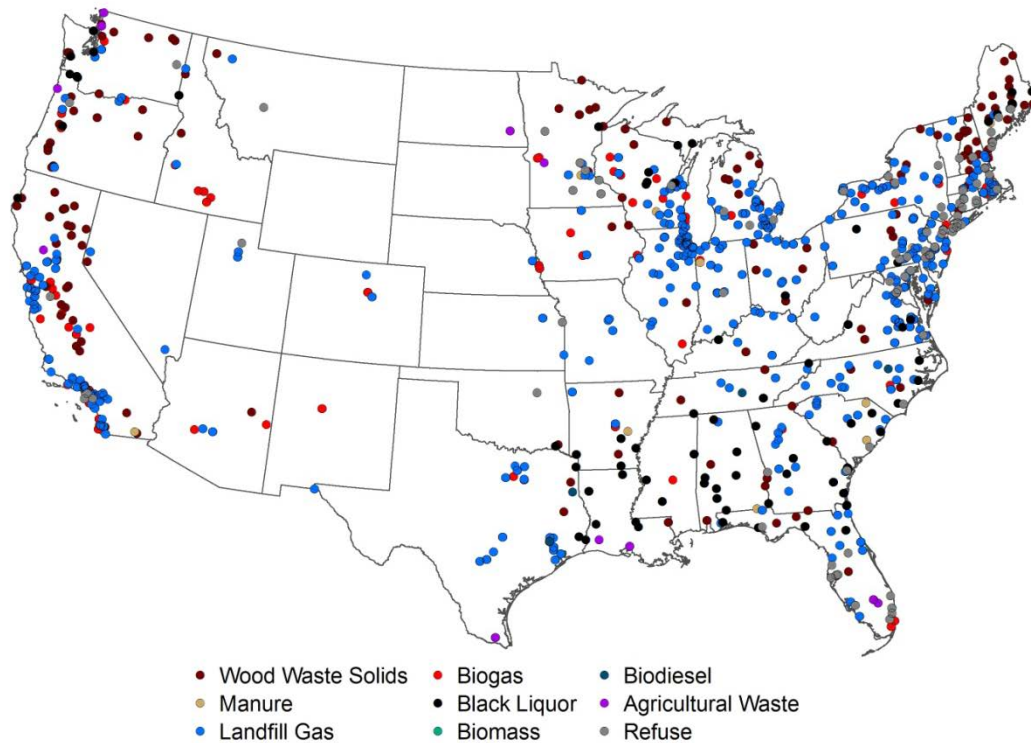 Wood Waste Solids Biogas Biodiesel
Manure Black Liquor Agricultural Waste
Landfill Gas Biomass Refuse